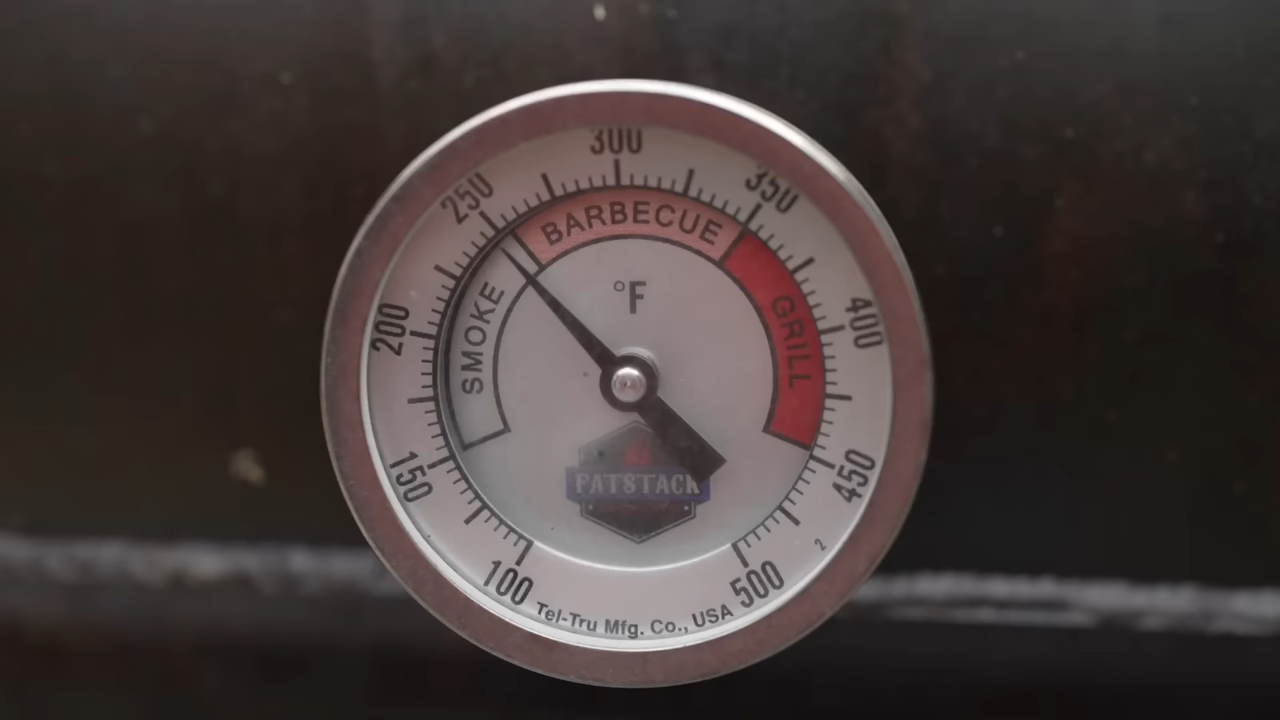 300
250
350
BARBECUE
°F
SMOKE
GRILL
200
400
150
450
FATSTACK
100
500
2
Tel-Tru Mfg. Co., USA